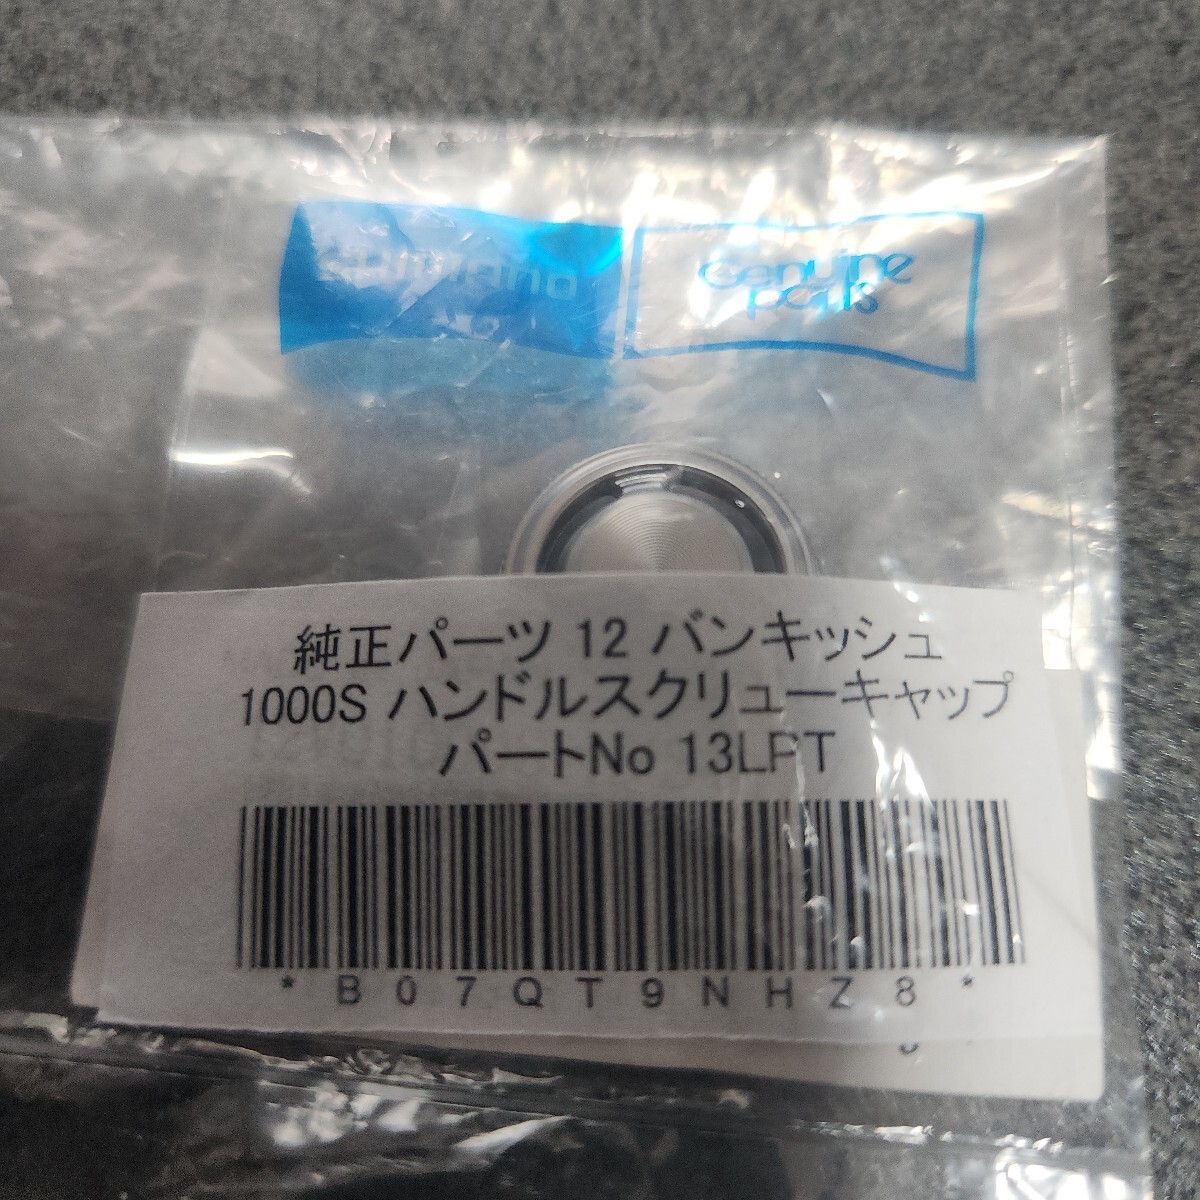 SHIMANO
Genuine
Parts
純正パーツ 12 バンキッシュ
1000S ハンドルスクリューキャップ
パートNo 13LPT
*B07QT9NHZ8*